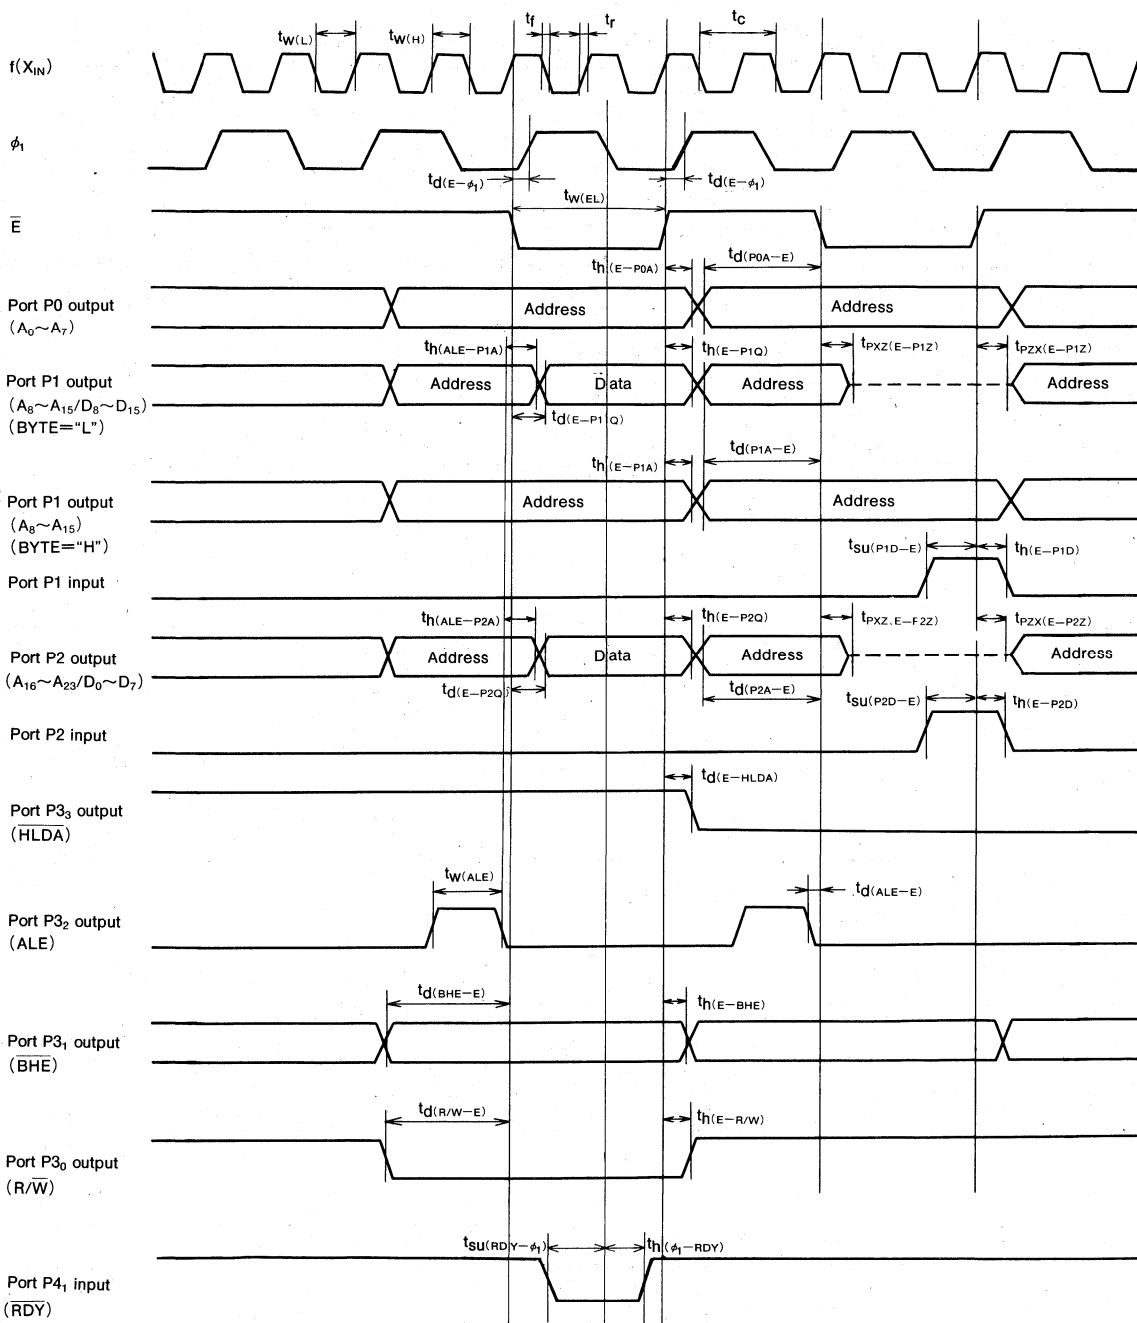 tf tr
tW(L) tW(H) tC
f(XIN)
ϕ1
td(E−ϕ1) td(E−ϕ1)
tW(EL)
E̅
th(E−P0A) td(P0A−E)
Port P0 output
(A0∼A7)
Address Address
th(ALE−P1A) th(E−P1Q) tPXZ(E−P1Z) tPZX(E−P1Z)
Port P1 output
(A8∼A15/D8∼D15)
(BYTE=“L”)
Address Data Address Address
td(E−P1Q)
th(E−P1A) td(P1A−E)
Port P1 output
(A8∼A15)
(BYTE=“H”)
Address Address
tsu(P1D−E) th(E−P1D)
Port P1 input
th(ALE−P2A) th(E−P2Q) tPXZ.E−F2Z) tPZX(E−P2Z)
Port P2 output
(A16∼A23/D0∼D7)
Address Data Address Address
td(E−P2Q) td(P2A−E)
tsu(P2D−E) th(E−P2D)
Port P2 input
td(E−HLDA)
Port P33 output
(H̅L̅D̅A̅)
tW(ALE) td(ALE−E)
Port P32 output
(ALE)
td(BHE−E) th(E−BHE)
Port P31 output
(B̅H̅E̅)
td(R/W−E) th(E−R/W)
Port P30 output
(R/W̅)
tsu(RDY−ϕ1) th(ϕ1−RDY)
Port P41 input
(R̅D̅Y̅)